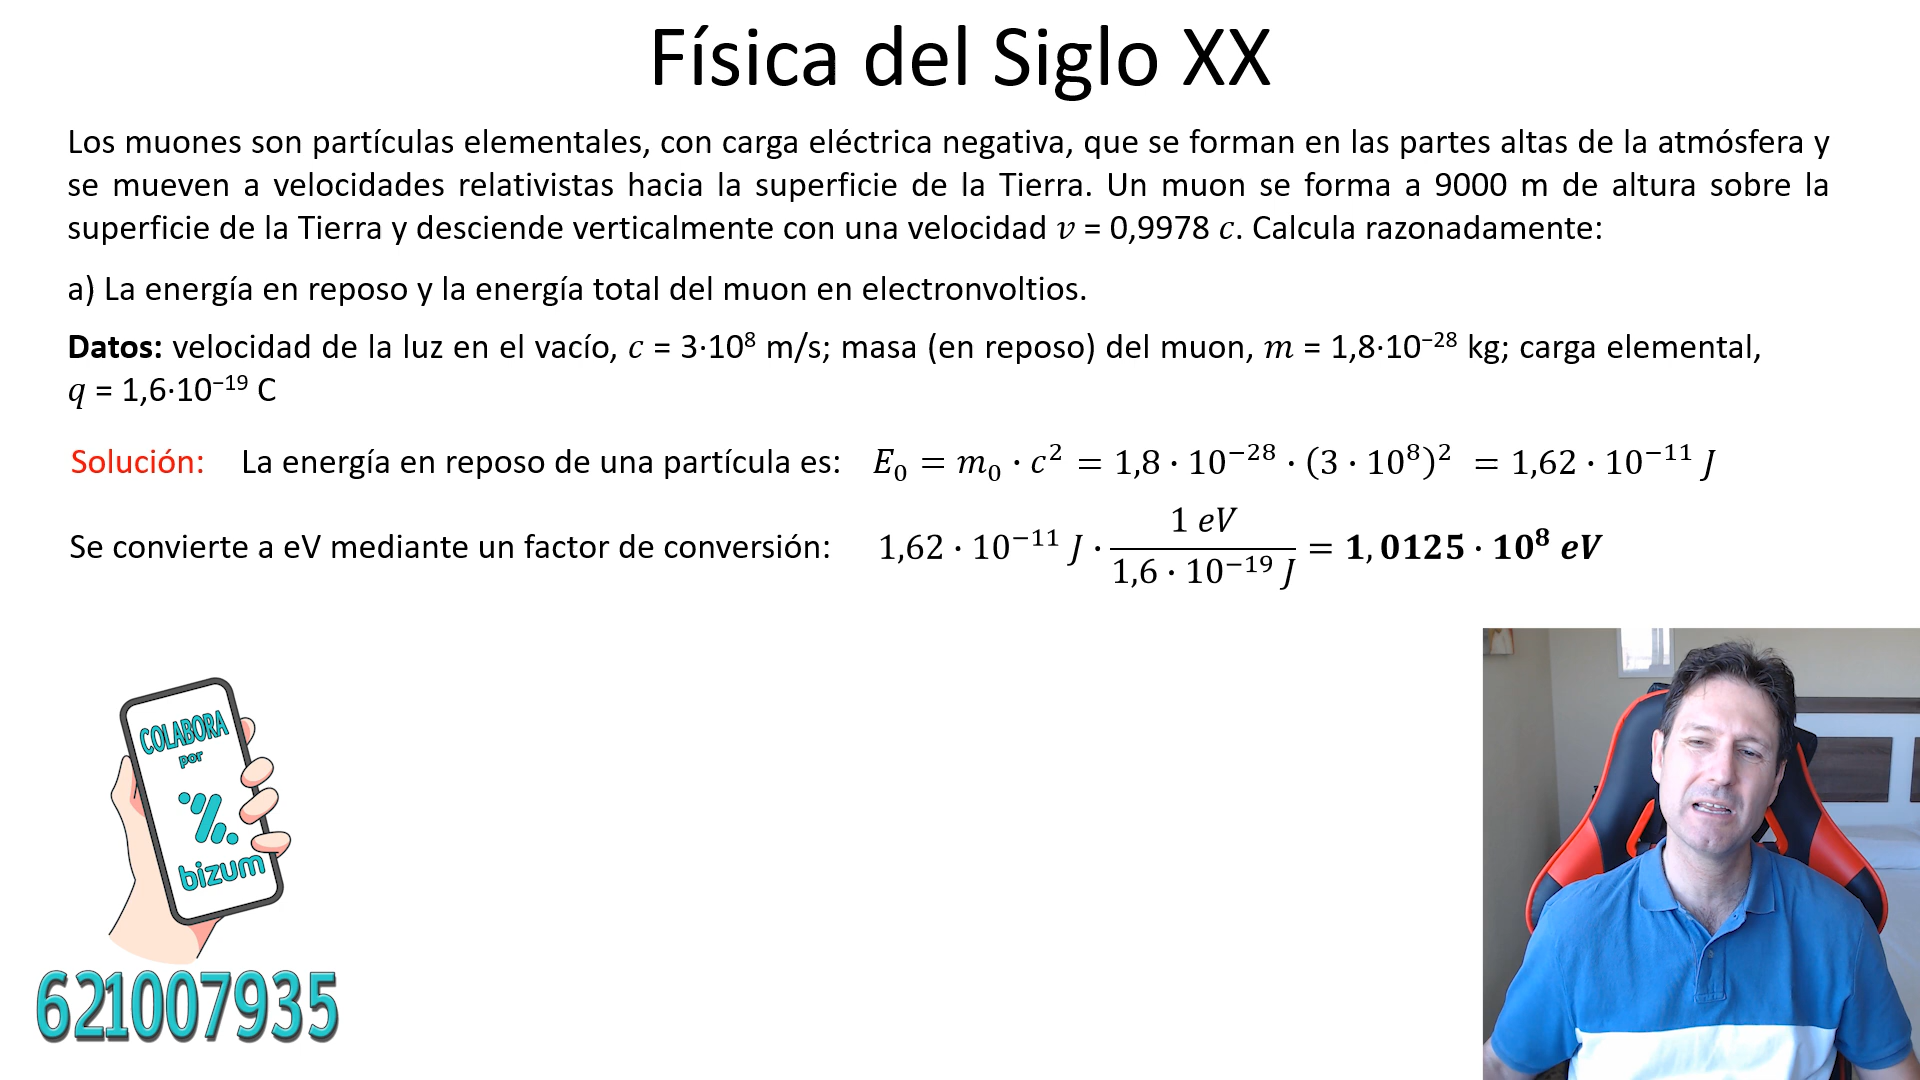 Física del Siglo XX
Los muones son partículas elementales, con carga eléctrica negativa, que se forman en las partes altas de la atmósfera y
se mueven a velocidades relativistas hacia la superficie de la Tierra. Un muon se forma a 9000 m de altura sobre la
superficie de la Tierra y desciende verticalmente con una velocidad v = 0,9978 c. Calcula razonadamente:
a) La energía en reposo y la energía total del muon en electronvoltios.
Datos: velocidad de la luz en el vacío, c = 3·10⁸ m/s; masa (en reposo) del muon, m = 1,8·10⁻²⁸ kg; carga elemental,
q = 1,6·10⁻¹⁹ C
Solución: La energía en reposo de una partícula es: E₀ = m₀ · c² = 1,8 · 10⁻²⁸ · (3 · 10⁸)² = 1,62 · 10⁻¹¹ J
Se convierte a eV mediante un factor de conversión: 1,62 · 10⁻¹¹ J · 1 eV / 1,6 · 10⁻¹⁹ J = 1,0125 · 10⁸ eV
COLABORA
por
bizum
621007935